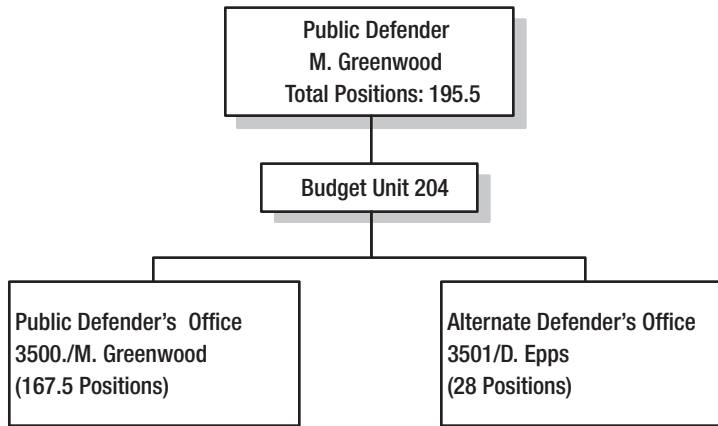 Public Defender
M. Greenwood
Total Positions: 195.5
Budget Unit 204
Public Defender's Office
3500./M. Greenwood
(167.5 Positions)
Alternate Defender's Office
3501/D. Epps
(28 Positions)